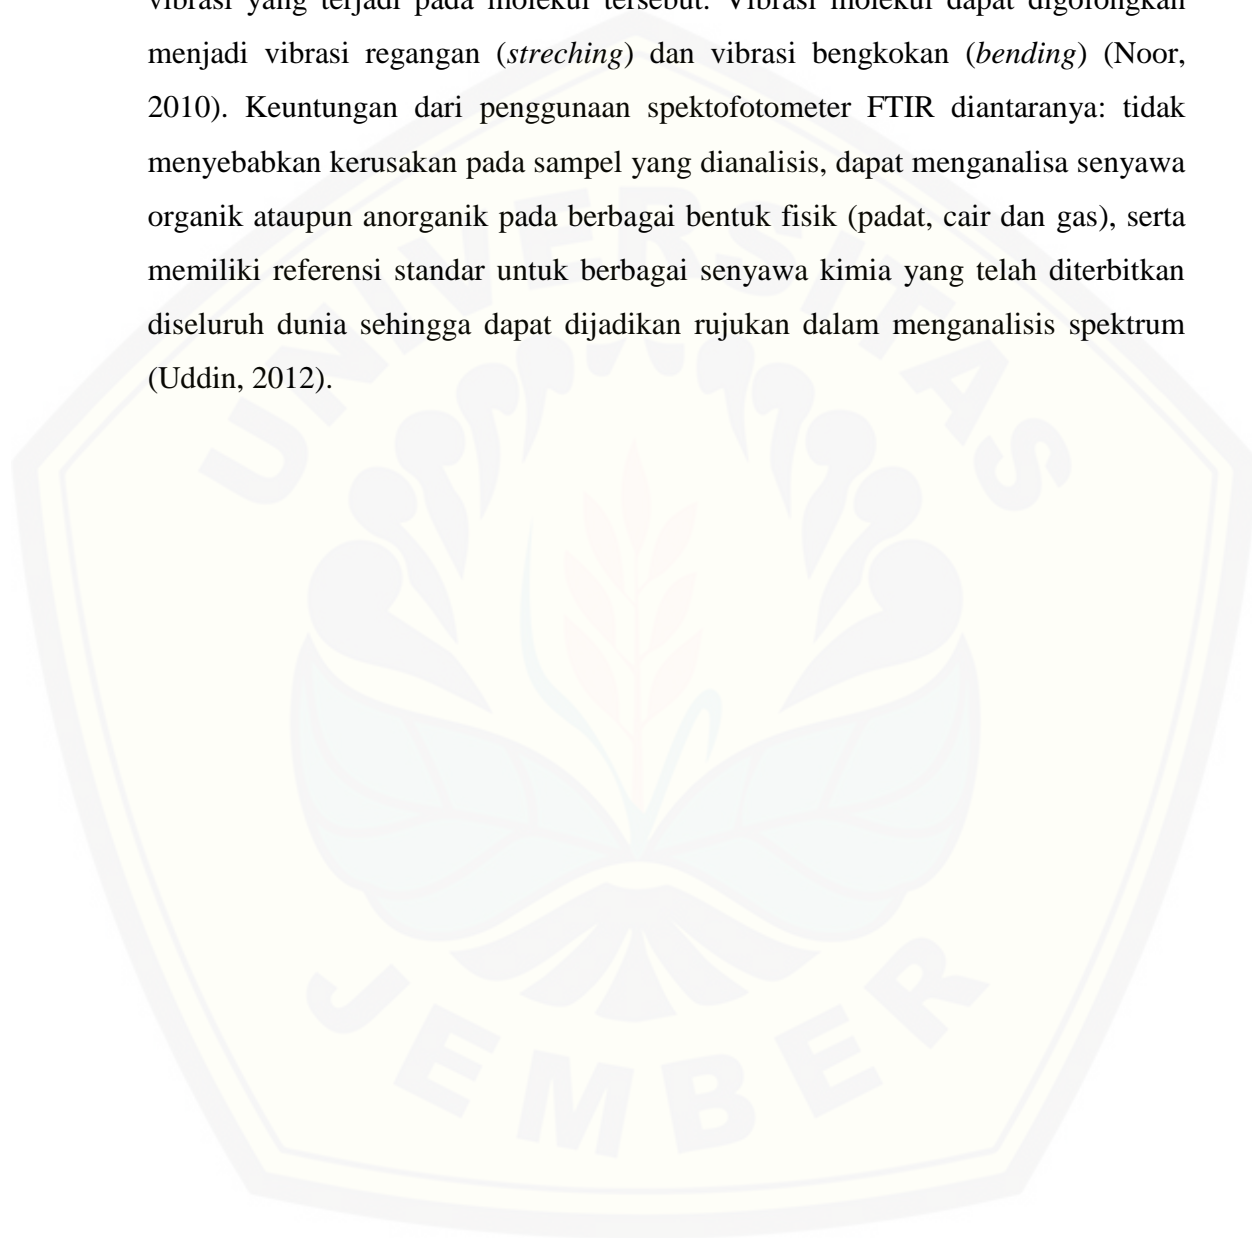 vibrasi yang terjadi pada molekul tersebut. Vibrasi molekul dapat digolongkan
menjadi vibrasi regangan (streching) dan vibrasi bengkokan (bending) (Noor,
2010). Keuntungan dari penggunaan spektofotometer FTIR diantaranya: tidak
menyebabkan kerusakan pada sampel yang dianalisis, dapat menganalisa senyawa
organik ataupun anorganik pada berbagai bentuk fisik (padat, cair dan gas), serta
memiliki referensi standar untuk berbagai senyawa kimia yang telah diterbitkan
diseluruh dunia sehingga dapat dijadikan rujukan dalam menganalisis spektrum
(Uddin, 2012).
UNIVERSITAS
JEMBER